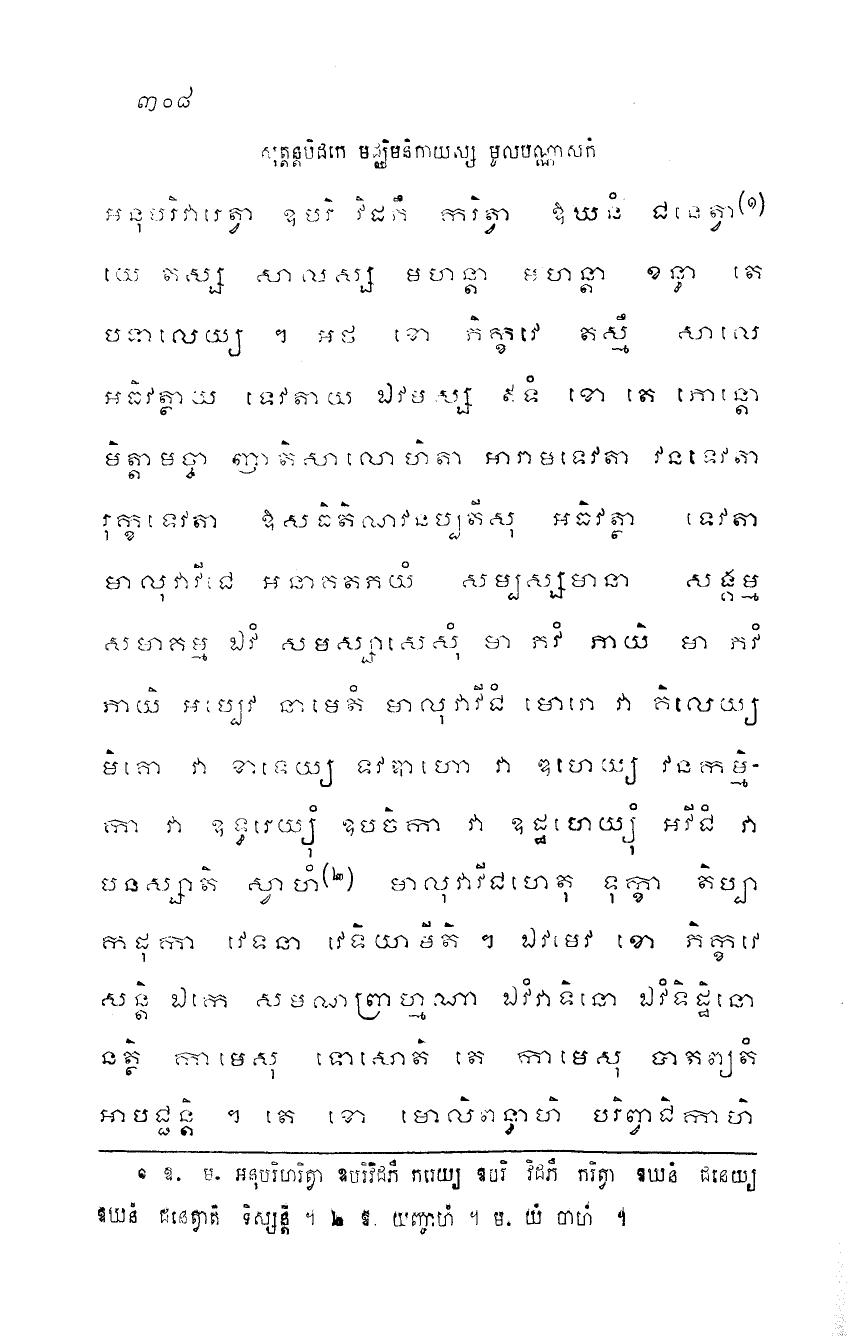 ៣០៨
សុត្តន្តបិដកេ មជ្ឈិមនិកាយស្ស មូលបណ្ណាសកំ
អនុបរិវារេត្វា ឧបរិ វិដភឹ ករិត្វា ឱឃនំ ជនេត្វា(១)
យេ តស្ស សាលស្ស មហន្តា មហន្តា ខន្ធា តេ
បទាលេយ្យ ។ អថ ខោ ភិក្ខវេ តស្មឹ សាលេ
អធិវត្ថាយ ទេវតាយ ឯវមស្ស ឥទំ ខោ តេ ភោន្តោ
មិត្តាមច្ចា ញាតិសាលោហិតា អារាមទេវតា វនទេវតា
រុក្ខទេវតា ឱសធិតិណវនប្បតីសុ អធិវត្ថា ទេវតា
មាលុវាវីជេ អនាគតភយំ សម្បស្សមានា សង្គម្ម
សមាគម្ម ឯវំ សមស្សាសេសុំ មា ភវំ ភាយិ មា ភវំ
ភាយិ អប្បេវ នាមេតំ មាលុវាវីជំ មោរោ វា គិលេយ្យ
មិគោ វា ខាទេយ្យ ទវឌាហោ វា ឌហេយ្យ វនកម្មិ-
កា វា ឧទ្ធរេយ្យុំ ឧបចិកា វា ឧដ្ឋហេយ្យុំ អវីជំ វា
បនស្សាតិ ស្វាហំ(២) មាលុវាវីជហេតុ ទុក្ខា តិប្បា
កដុកា វេទនា វេទិយាមីតិ ។ ឯវមេវ ខោ ភិក្ខវេ
សន្តិ ឯកេ សមណព្រាហ្មណា ឯវំវាទិនោ ឯវំទិដ្ឋិនោ
នត្ថិ កាមេសុ ទោសោតិ តេ កាមេសុ បាតព្យតំ
អាបជ្ជន្តិ ។ តេ ខោ មោលិពន្ធាហិ បរិព្វាជិកាហិ
១ ឱ. ម. អនុបរិហរិត្វា ឧបរិវិដភឹ ករេយ្យ ឧបរិ វិដភឹ ករិត្វា ឱឃនំ ជនេយ្យ
ឱឃនំ ជនេត្វាតិ ទិស្សន្តិ ។ ២ ឱ. យញ្ចាហំ ។ ម. យំ ចាហំ ។